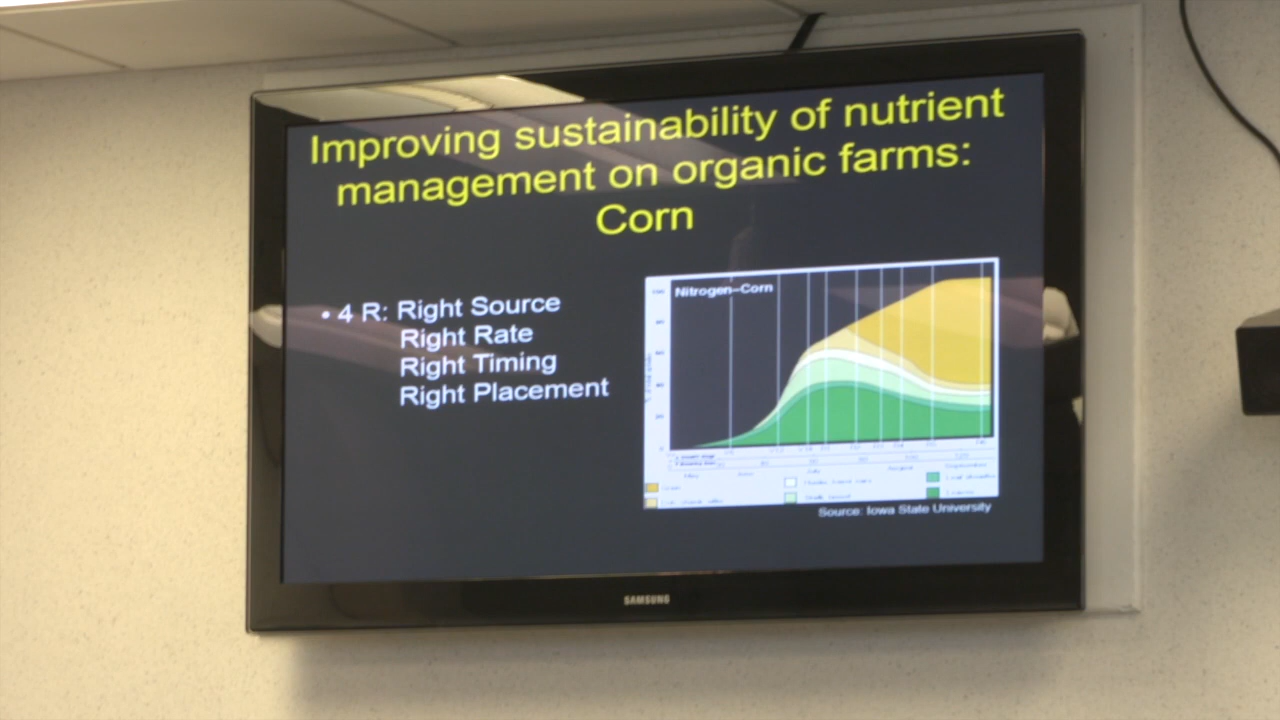 Improving sustainability of nutrient
management on organic farms:
Corn
• 4 R: Right Source
Right Rate
Right Timing
Right Placement
Nitrogen–Corn
Source: Iowa State University
SAMSUNG